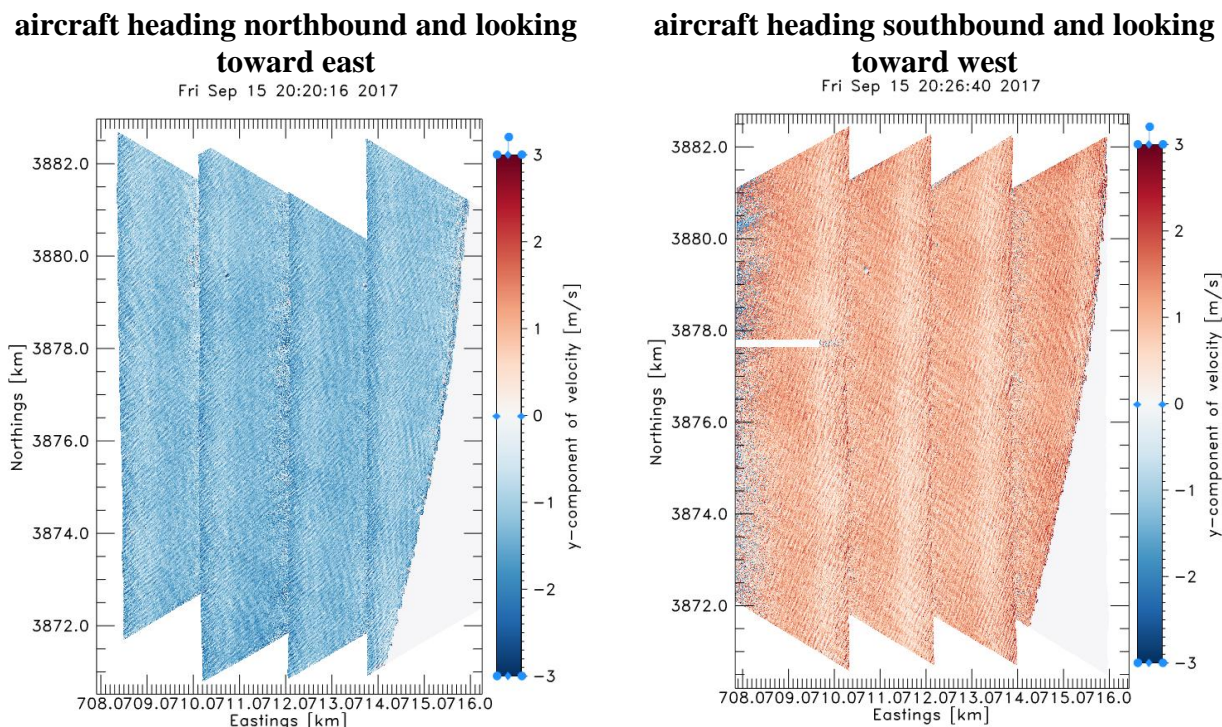 aircraft heading northbound and looking
toward east
Fri Sep 15 20:20:16 2017
3882.0
3880.0
3878.0
3876.0
3874.0
3872.0
Northings [km]
708.0709.0710.0711.0712.0713.0714.0715.0716.0
Eastings [km]
3
2
1
0
−1
−2
−3
y−component of velocity [m/s]
aircraft heading southbound and looking
toward west
Fri Sep 15 20:26:40 2017
3882.0
3880.0
3878.0
3876.0
3874.0
3872.0
Northings [km]
708.0709.0710.0711.0712.0713.0714.0715.0716.0
Eastings [km]
3
2
1
0
−1
−2
−3
y−component of velocity [m/s]